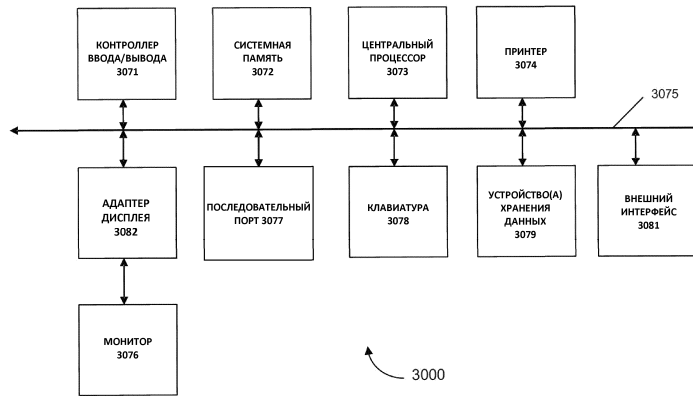 КОНТРОЛЛЕР
ВВОДА/ВЫВОДА
3071
СИСТЕМНАЯ
ПАМЯТЬ
3072
ЦЕНТРАЛЬНЫЙ
ПРОЦЕССОР
3073
ПРИНТЕР
3074
3075
АДАПТЕР
ДИСПЛЕЯ
3082
ПОСЛЕДОВАТЕЛЬНЫЙ
ПОРТ 3077
КЛАВИАТУРА
3078
УСТРОЙСТВО(А)
ХРАНЕНИЯ
ДАННЫХ
3079
ВНЕШНИЙ
ИНТЕРФЕЙС
3081
МОНИТОР
3076
3000